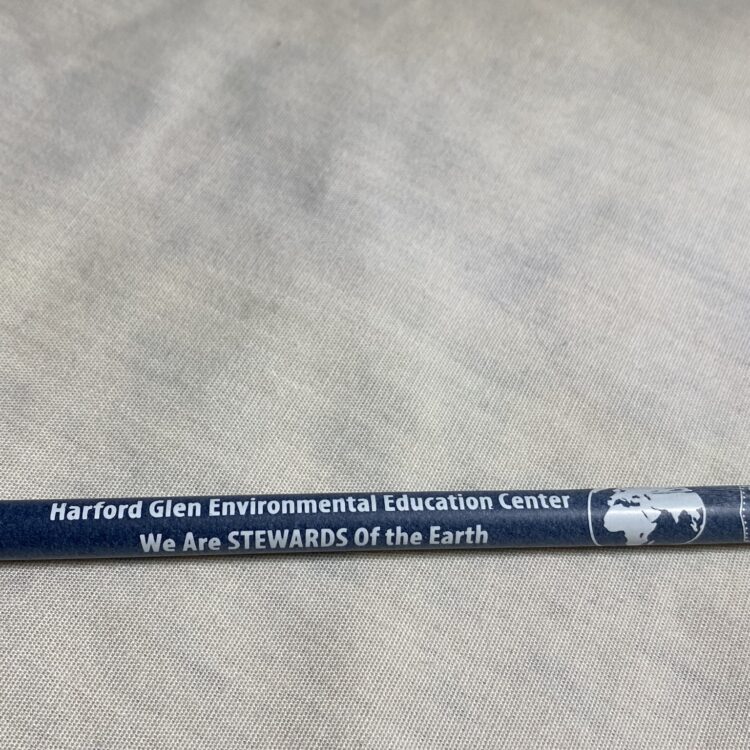 Harford Glen Environmental Education Center
We Are STEWARDS Of the Earth